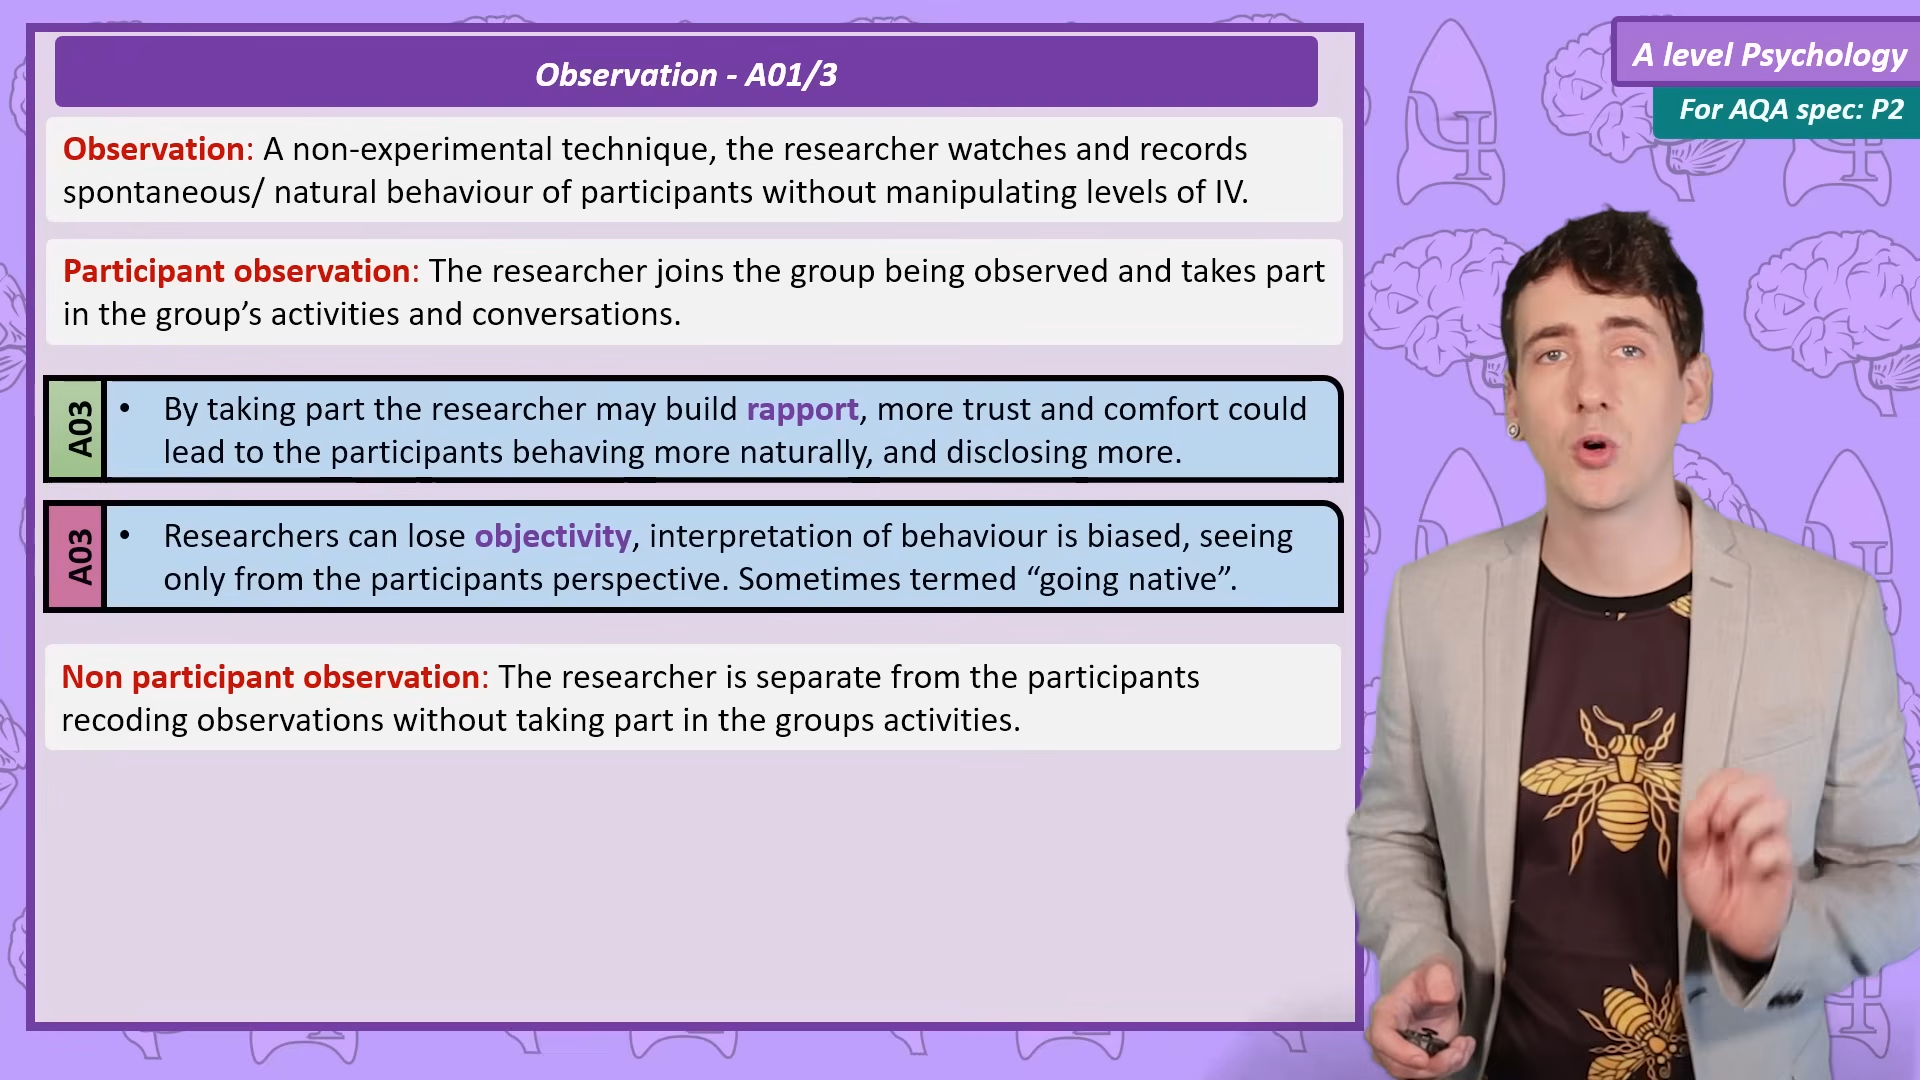 Observation - A01/3
A level Psychology
For AQA spec: P2
Observation: A non-experimental technique, the researcher watches and records
spontaneous/ natural behaviour of participants without manipulating levels of IV.
Participant observation: The researcher joins the group being observed and takes part
in the group’s activities and conversations.
A03
• By taking part the researcher may build rapport, more trust and comfort could
lead to the participants behaving more naturally, and disclosing more.
A03
• Researchers can lose objectivity, interpretation of behaviour is biased, seeing
only from the participants perspective. Sometimes termed “going native”.
Non participant observation: The researcher is separate from the participants
recoding observations without taking part in the groups activities.